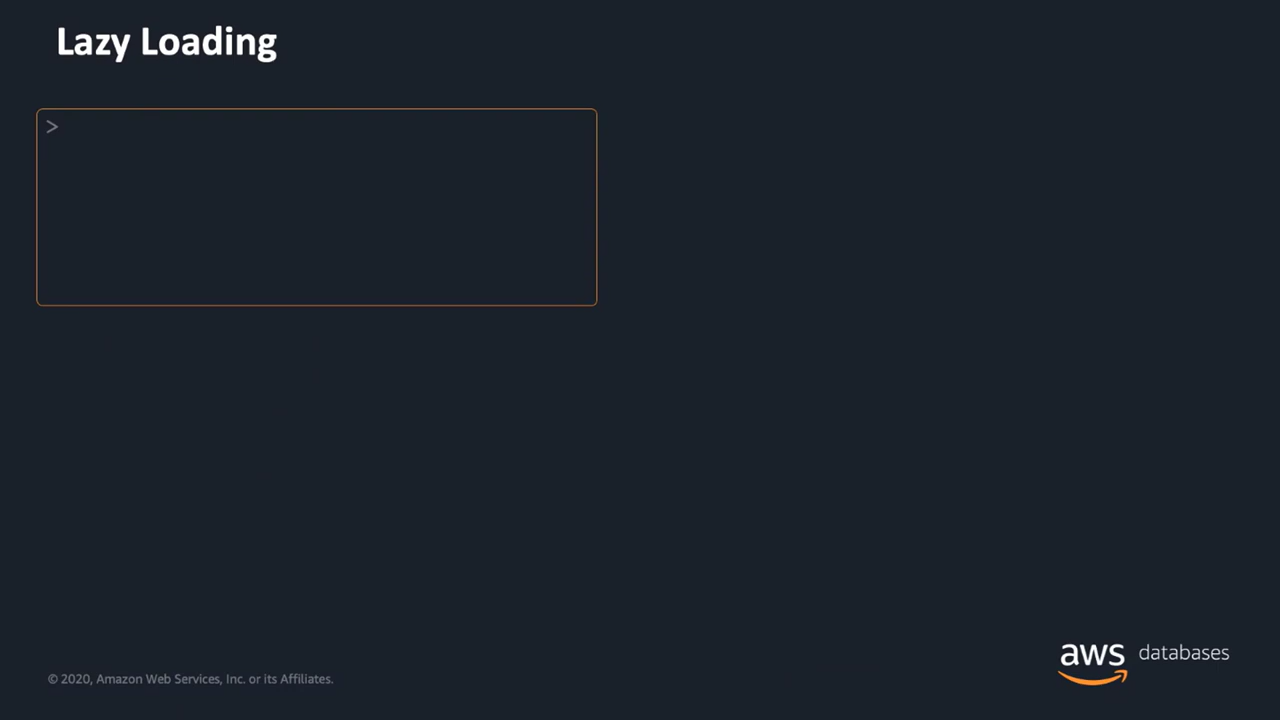 Lazy Loading
>
aws databases
© 2020, Amazon Web Services, Inc. or its Affiliates.